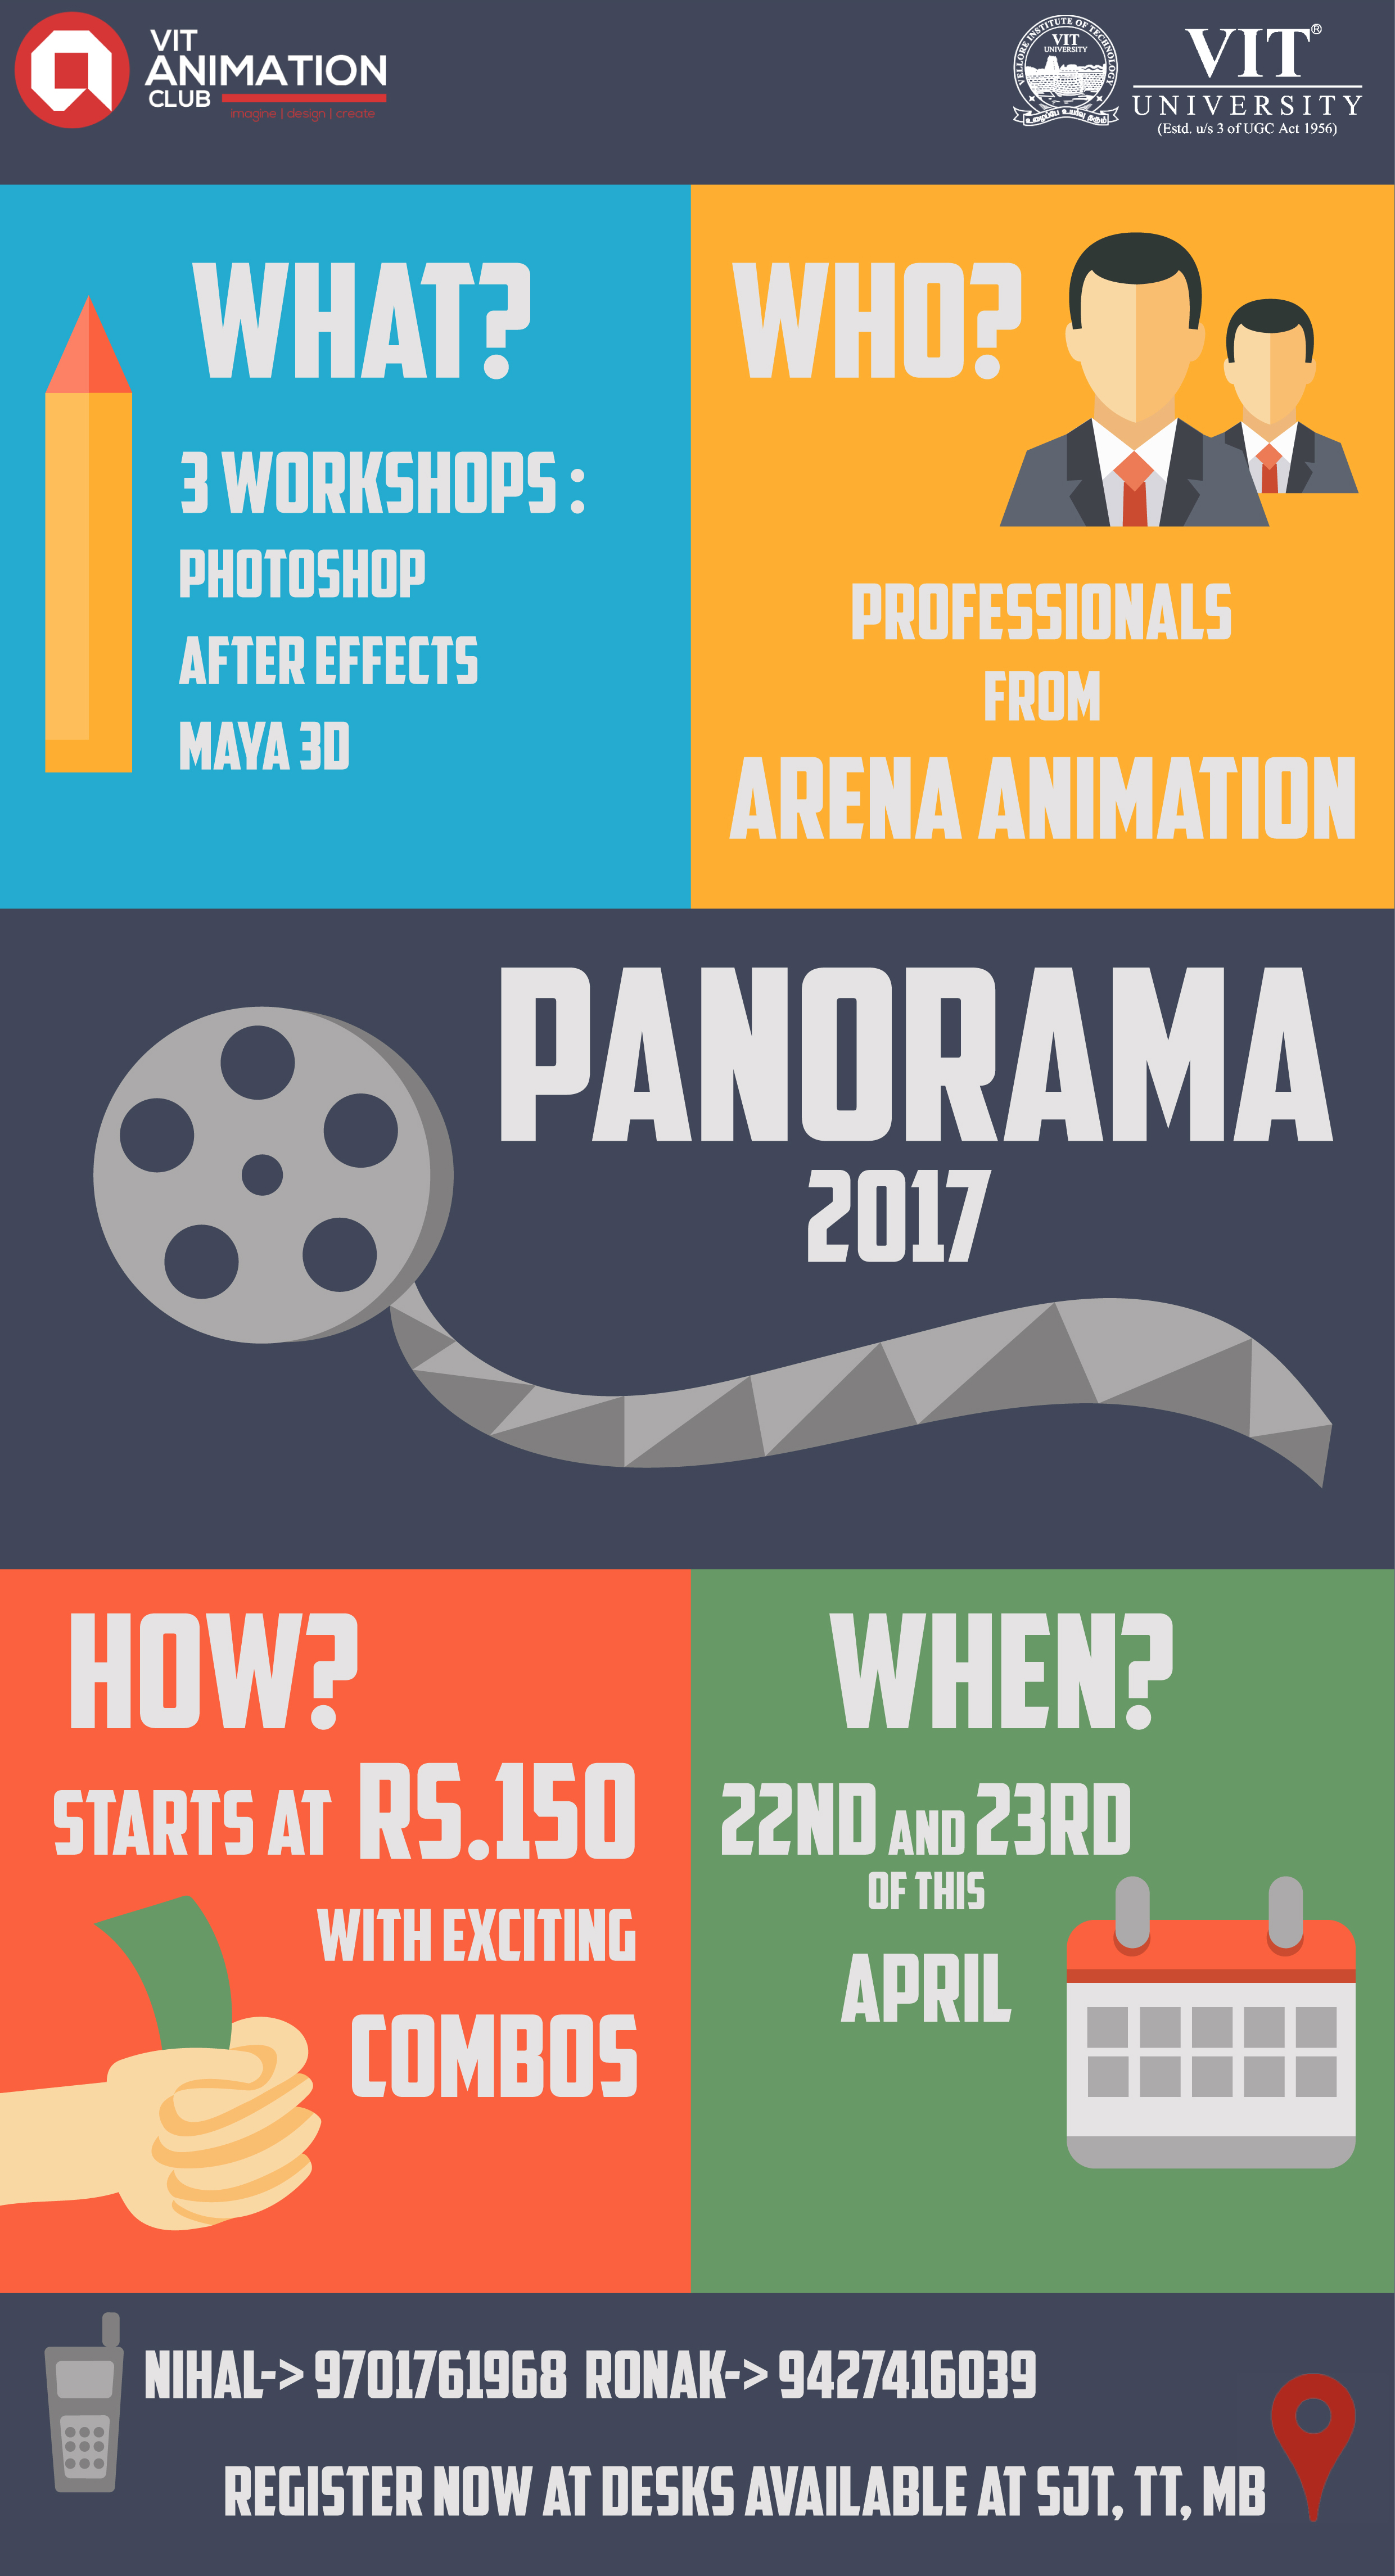 VIT
ANIMATION
CLUB
imagine | design | create
VELLORE INSTITUTE OF TECHNOLOGY
VIT
UNIVERSITY
VIT®
UNIVERSITY
(Estd. u/s 3 of UGC Act 1956)
WHAT?
3 WORKSHOPS :
PHOTOSHOP
AFTER EFFECTS
MAYA 3D
WHO?
PROFESSIONALS
FROM
ARENA ANIMATION
PANORAMA
2017
HOW?
STARTS AT RS.150
WITH EXCITING
COMBOS
WHEN?
22ND AND 23RD
OF THIS
APRIL
NIHAL-> 9701761968 RONAK-> 9427416039
REGISTER NOW AT DESKS AVAILABLE AT SJT, TT, MB